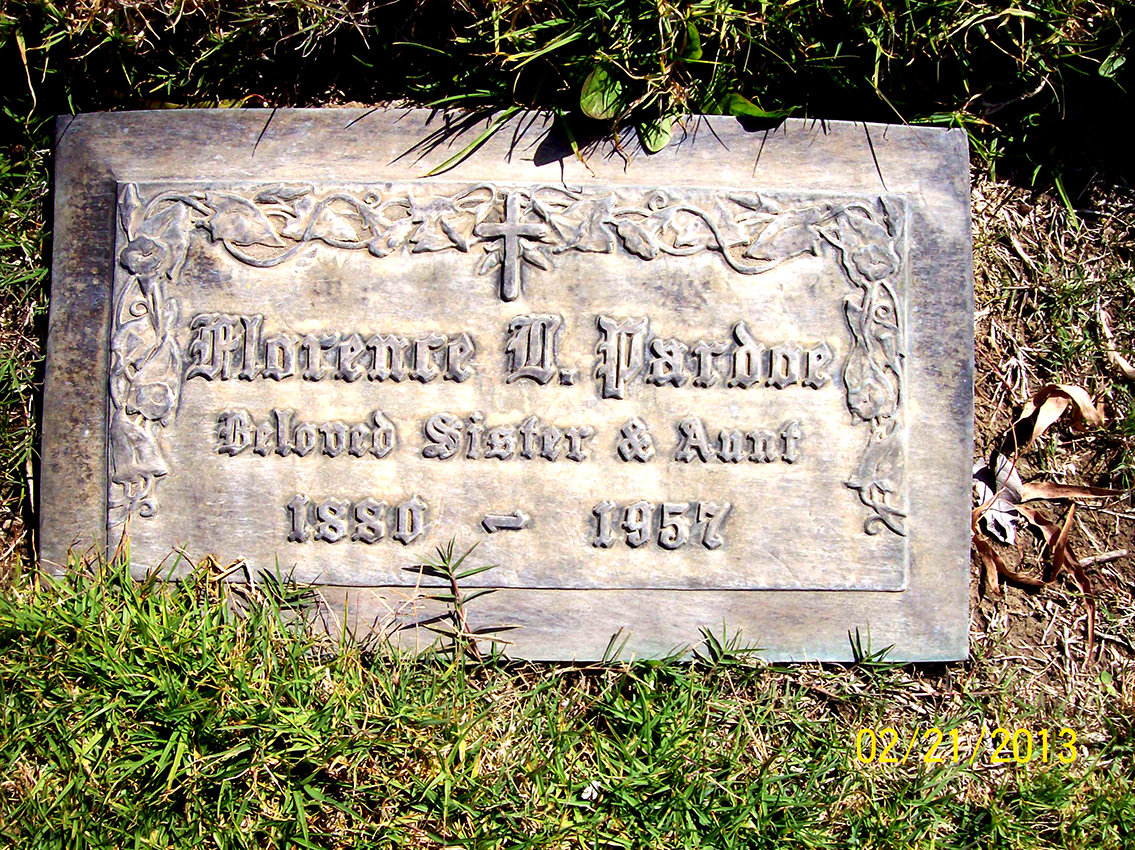 Florence D. Pardoe
Beloved Sister & Aunt
1880 - 1957
02/21/2013